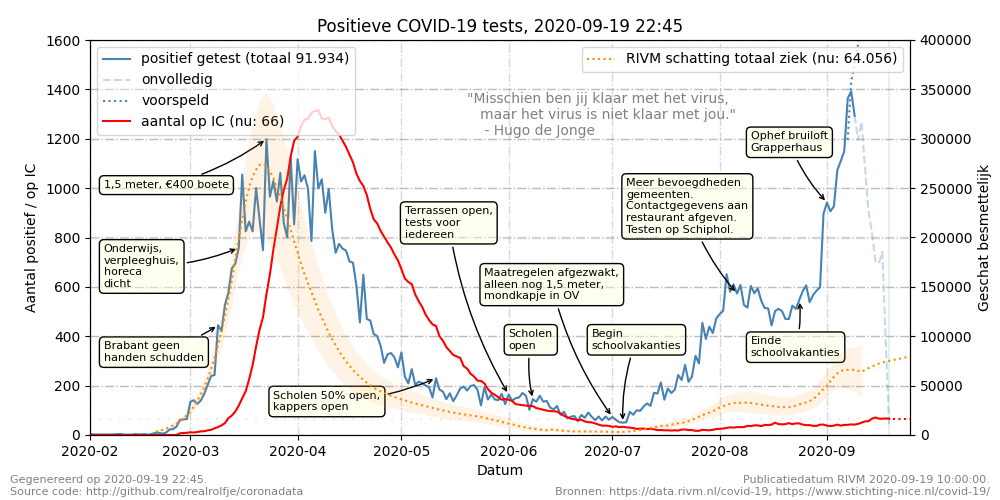 Positieve COVID-19 tests, 2020-09-19 22:45
positief getest (totaal 91.934)
onvolledig
voorspeld
aantal op IC (nu: 66)
RIVM schatting totaal ziek (nu: 64.056)
"Misschien ben jij klaar met het virus,
maar het virus is niet klaar met jou."
- Hugo de Jonge
Ophef bruiloft
Grapperhaus
1,5 meter, €400 boete
Meer bevoegdheden
gemeenten.
Contactgegevens aan
restaurant afgeven.
Testen op Schiphol.
Terrassen open,
tests voor
iedereen
Onderwijs,
verpleeghuis,
horeca
dicht
Maatregelen afgezwakt,
alleen nog 1,5 meter,
mondkapje in OV
Brabant geen
handen schudden
Scholen
open
Begin
schoolvakanties
Einde
schoolvakanties
Scholen 50% open,
kappers open
Aantal positief / op IC
1600
1400
1200
1000
800
600
400
200
0
Geschat besmettelijk
400000
350000
300000
250000
200000
150000
100000
50000
0
2020-02
2020-03
2020-04
2020-05
2020-06
2020-07
2020-08
2020-09
Datum
Gegenereerd op 2020-09-19 22:45.
Source code: http://github.com/realrolfje/coronadata
Publicatiedatum RIVM 2020-09-19 10:00:00.
Bronnen: https://data.rivm.nl/covid-19, https://www.stichting-nice.nl/covid-19/